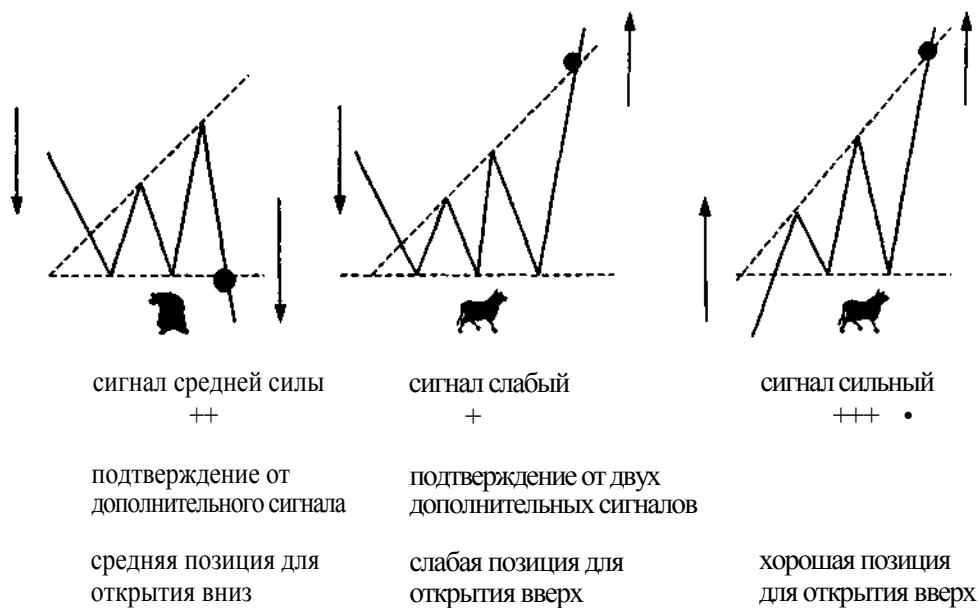 сигнал средней силы
++
подтверждение от
дополнительного сигнала
средняя позиция для
открытия вниз
сигнал слабый
+
подтверждение от двух
дополнительных сигналов
слабая позиция для
открытия вверх
сигнал сильный
+++ •
хорошая позиция
для открытия вверх